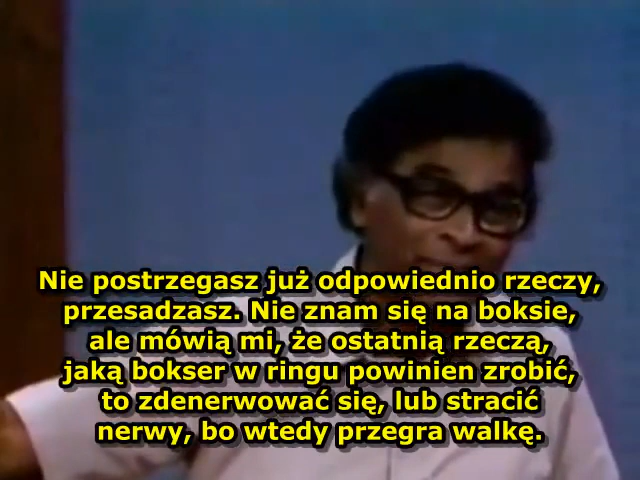 Nie postrzegasz już odpowiednio rzeczy,
przesadzasz. Nie znam się na boksie,
ale mówią mi, że ostatnią rzeczą,
jaką bokser w ringu powinien zrobić,
to zdenerwować się, lub stracić
nerwy, bo wtedy przegra walkę.